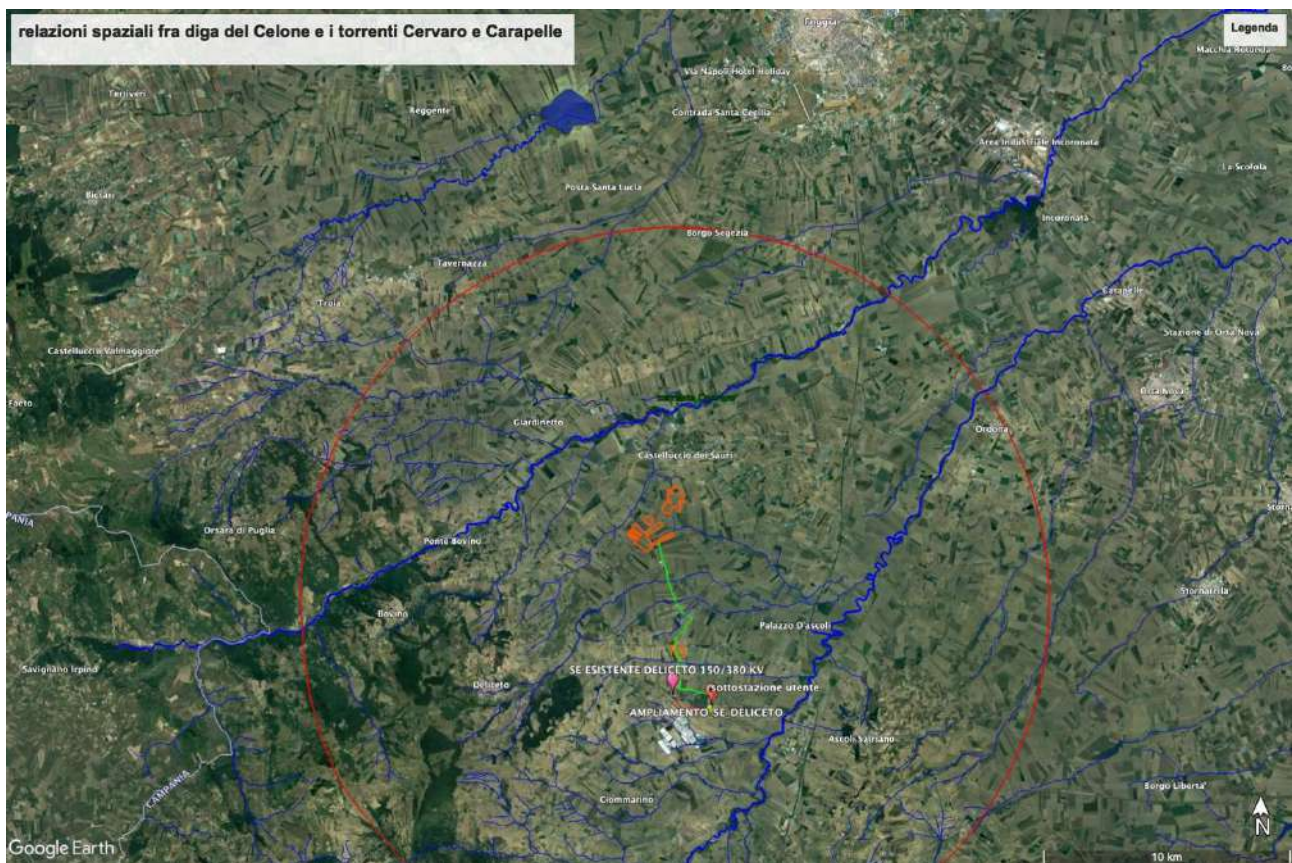 relazioni spaziali fra diga del Celone e i torrenti Cervaro e Carapelle
Legenda
Foggia
Macchia Rotonda
Via Napoli Hotel Holiday
Tertiveri
Reggente
Contrada Santa Cecilia
Area Industriale Incoronata
La Scofola
Biccari
Posta Santa Lucia
Incoronata
Borgo Segezia
Tavernazza
Carapelle
Troia
Stazione di Orta Nova
Castelluccio Valmaggiore
Orta Nova
Faeto
Giardinetto
Ordona
Castelluccio dei Sauri
Orsara di Puglia
Ponte Bovino
Stornarella
Bovino
Palazzo D'ascoli
Savignano Irpino
SE ESISTENTE DELICETO 150/380 KV
Deliceto
sottostazione utente
AMPLIAMENTO SE DELICETO
Ascoli Satriano
CAMPANIA
Ciommarino
Borgo Libertà
N
Google Earth
10 km